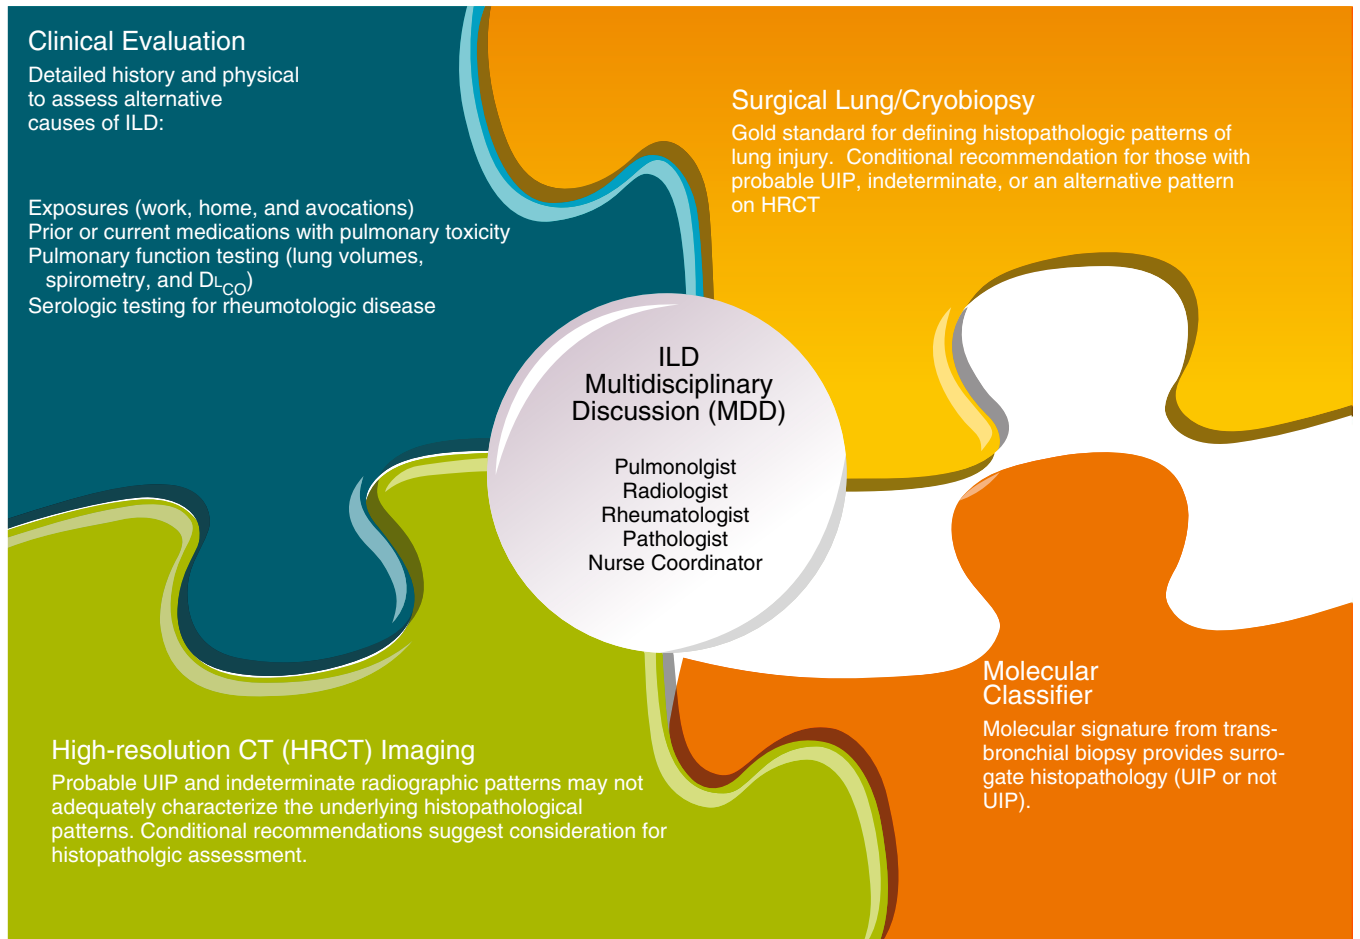 Clinical Evaluation
Detailed history and physical
to assess alternative
causes of ILD:
Exposures (work, home, and avocations)
Prior or current medications with pulmonary toxicity
Pulmonary function testing (lung volumes,
spirometry, and DLCO)
Serologic testing for rheumotologic disease
Surgical Lung/Cryobiopsy
Gold standard for defining histopathologic patterns of
lung injury.  Conditional recommendation for those with
probable UIP, indeterminate, or an alternative pattern
on HRCT
ILD
Multidisciplinary
Discussion (MDD)
Pulmonolgist
Radiologist
Rheumatologist
Pathologist
Nurse Coordinator
High-resolution CT (HRCT) Imaging
Probable UIP and indeterminate radiographic patterns may not
adequately characterize the underlying histopathological
patterns. Conditional recommendations suggest consideration for
histopatholgic assessment.
Molecular
Classifier
Molecular signature from trans-
bronchial biopsy provides surro-
gate histopathology (UIP or not
UIP).